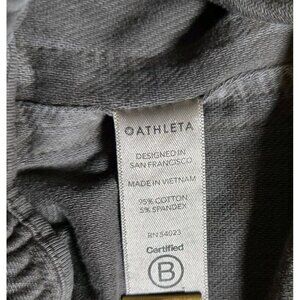 ATHLETA
DESIGNED IN
SAN FRANCISCO
MADE IN VIETNAM
95% COTTON
5% SPANDEX
RN 54023
Certified
B